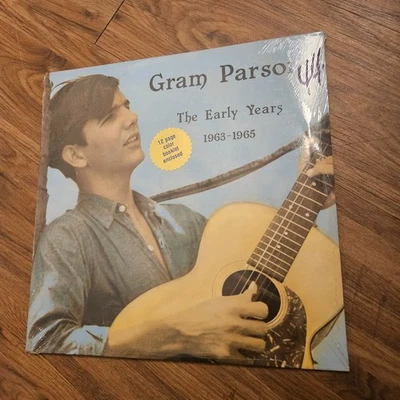 Gram Parso
The Early Years
1963-1965
12 page
color
booklet
enclosed